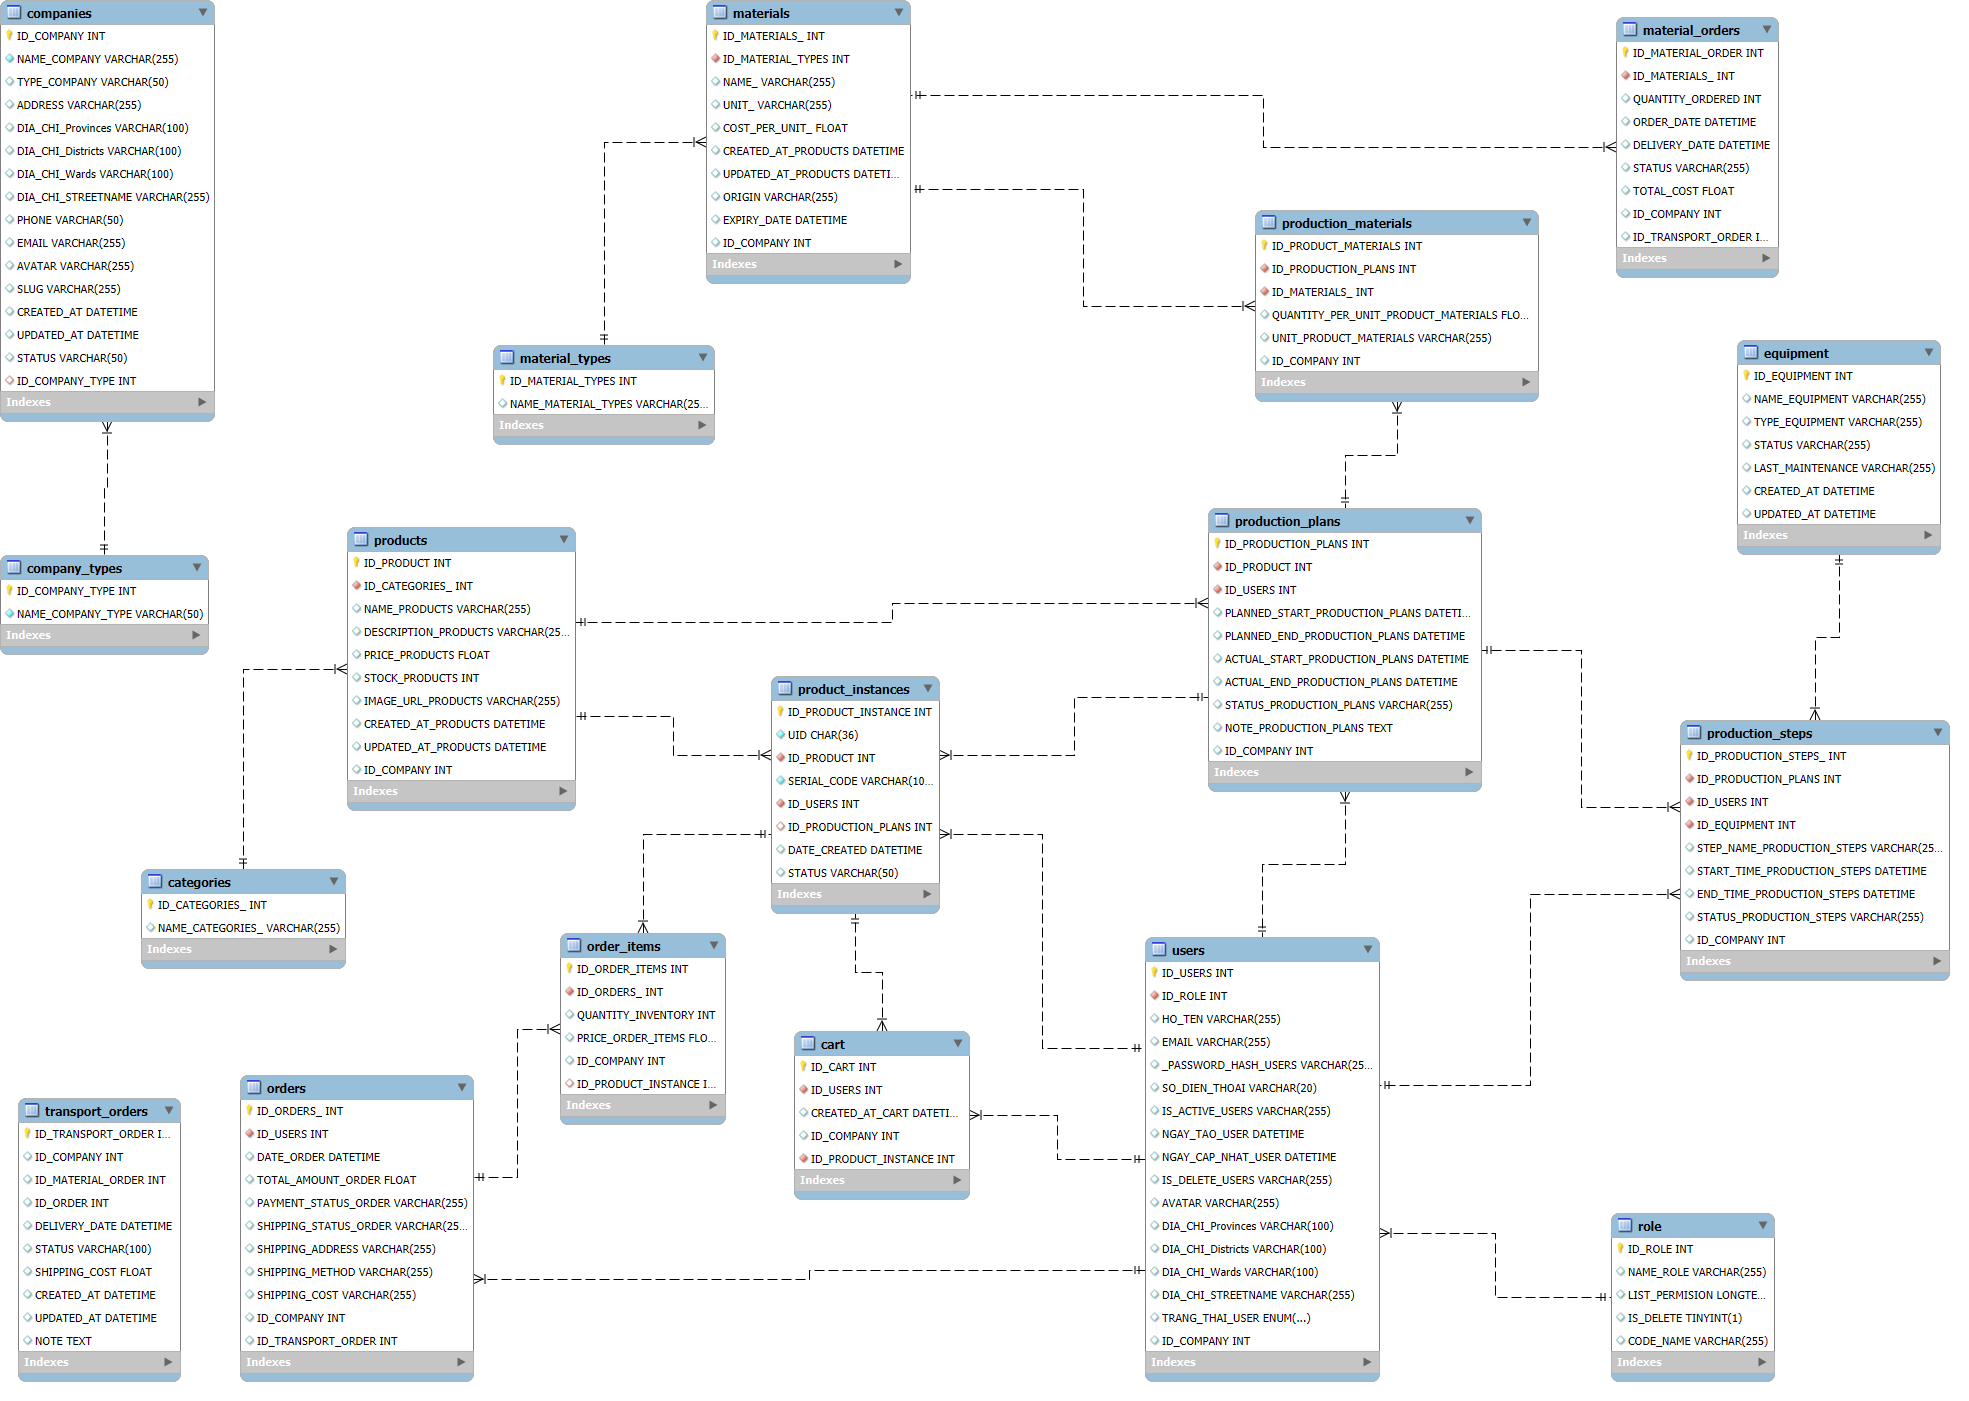 companies
ID_COMPANY INT
NAME_COMPANY VARCHAR(255)
TYPE_COMPANY VARCHAR(50)
ADDRESS VARCHAR(255)
DIA_CHI_Provinces VARCHAR(100)
DIA_CHI_Districts VARCHAR(100)
DIA_CHI_Wards VARCHAR(100)
DIA_CHI_STREETNAME VARCHAR(255)
PHONE VARCHAR(50)
EMAIL VARCHAR(255)
AVATAR VARCHAR(255)
SLUG VARCHAR(255)
CREATED_AT DATETIME
UPDATED_AT DATETIME
STATUS VARCHAR(50)
ID_COMPANY_TYPE INT
Indexes
materials
ID_MATERIALS_ INT
ID_MATERIAL_TYPES INT
NAME_ VARCHAR(255)
UNIT_ VARCHAR(255)
COST_PER_UNIT_ FLOAT
CREATED_AT_PRODUCTS DATETIME
UPDATED_AT_PRODUCTS DATETI...
ORIGIN VARCHAR(255)
EXPIRY_DATE DATETIME
ID_COMPANY INT
Indexes
material_orders
ID_MATERIAL_ORDER INT
ID_MATERIALS_ INT
QUANTITY_ORDERED INT
ORDER_DATE DATETIME
DELIVERY_DATE DATETIME
STATUS VARCHAR(255)
TOTAL_COST FLOAT
ID_COMPANY INT
ID_TRANSPORT_ORDER I...
Indexes
production_materials
ID_PRODUCT_MATERIALS INT
ID_PRODUCTION_PLANS INT
ID_MATERIALS_ INT
QUANTITY_PER_UNIT_PRODUCT_MATERIALS FLO...
UNIT_PRODUCT_MATERIALS VARCHAR(255)
ID_COMPANY INT
Indexes
material_types
ID_MATERIAL_TYPES INT
NAME_MATERIAL_TYPES VARCHAR(25...
Indexes
equipment
ID_EQUIPMENT INT
NAME_EQUIPMENT VARCHAR(255)
TYPE_EQUIPMENT VARCHAR(255)
STATUS VARCHAR(255)
LAST_MAINTENANCE VARCHAR(255)
CREATED_AT DATETIME
UPDATED_AT DATETIME
Indexes
company_types
ID_COMPANY_TYPE INT
NAME_COMPANY_TYPE VARCHAR(50)
Indexes
products
ID_PRODUCT INT
ID_CATEGORIES_ INT
NAME_PRODUCTS VARCHAR(255)
DESCRIPTION_PRODUCTS VARCHAR(25...
PRICE_PRODUCTS FLOAT
STOCK_PRODUCTS INT
IMAGE_URL_PRODUCTS VARCHAR(255)
CREATED_AT_PRODUCTS DATETIME
UPDATED_AT_PRODUCTS DATETIME
ID_COMPANY INT
Indexes
production_plans
ID_PRODUCTION_PLANS INT
ID_PRODUCT INT
ID_USERS INT
PLANNED_START_PRODUCTION_PLANS DATETI...
PLANNED_END_PRODUCTION_PLANS DATETIME
ACTUAL_START_PRODUCTION_PLANS DATETIME
ACTUAL_END_PRODUCTION_PLANS DATETIME
STATUS_PRODUCTION_PLANS VARCHAR(255)
NOTE_PRODUCTION_PLANS TEXT
ID_COMPANY INT
Indexes
product_instances
ID_PRODUCT_INSTANCE INT
UID CHAR(36)
ID_PRODUCT INT
SERIAL_CODE VARCHAR(10...
ID_USERS INT
ID_PRODUCTION_PLANS INT
DATE_CREATED DATETIME
STATUS VARCHAR(50)
Indexes
production_steps
ID_PRODUCTION_STEPS_ INT
ID_PRODUCTION_PLANS INT
ID_USERS INT
ID_EQUIPMENT INT
STEP_NAME_PRODUCTION_STEPS VARCHAR(25...
START_TIME_PRODUCTION_STEPS DATETIME
END_TIME_PRODUCTION_STEPS DATETIME
STATUS_PRODUCTION_STEPS VARCHAR(255)
ID_COMPANY INT
Indexes
categories
ID_CATEGORIES_ INT
NAME_CATEGORIES_ VARCHAR(255)
Indexes
order_items
ID_ORDER_ITEMS INT
ID_ORDERS_ INT
QUANTITY_INVENTORY INT
PRICE_ORDER_ITEMS FLO...
ID_COMPANY INT
ID_PRODUCT_INSTANCE I...
Indexes
users
ID_USERS INT
ID_ROLE INT
HO_TEN VARCHAR(255)
EMAIL VARCHAR(255)
_PASSWORD_HASH_USERS VARCHAR(25...
SO_DIEN_THOAI VARCHAR(20)
IS_ACTIVE_USERS VARCHAR(255)
NGAY_TAO_USER DATETIME
NGAY_CAP_NHAT_USER DATETIME
IS_DELETE_USERS VARCHAR(255)
AVATAR VARCHAR(255)
DIA_CHI_Provinces VARCHAR(100)
DIA_CHI_Districts VARCHAR(100)
DIA_CHI_Wards VARCHAR(100)
DIA_CHI_STREETNAME VARCHAR(255)
TRANG_THAI_USER ENUM(...)
ID_COMPANY INT
Indexes
cart
ID_CART INT
ID_USERS INT
CREATED_AT_CART DATETI...
ID_COMPANY INT
ID_PRODUCT_INSTANCE INT
Indexes
transport_orders
ID_TRANSPORT_ORDER I...
ID_COMPANY INT
ID_MATERIAL_ORDER INT
ID_ORDER INT
DELIVERY_DATE DATETIME
STATUS VARCHAR(100)
SHIPPING_COST FLOAT
CREATED_AT DATETIME
UPDATED_AT DATETIME
NOTE TEXT
Indexes
orders
ID_ORDERS_ INT
ID_USERS INT
DATE_ORDER DATETIME
TOTAL_AMOUNT_ORDER FLOAT
PAYMENT_STATUS_ORDER VARCHAR(255)
SHIPPING_STATUS_ORDER VARCHAR(25...
SHIPPING_ADDRESS VARCHAR(255)
SHIPPING_METHOD VARCHAR(255)
SHIPPING_COST VARCHAR(255)
ID_COMPANY INT
ID_TRANSPORT_ORDER INT
Indexes
role
ID_ROLE INT
NAME_ROLE VARCHAR(255)
LIST_PERMISION LONGTE...
IS_DELETE TINYINT(1)
CODE_NAME VARCHAR(255)
Indexes